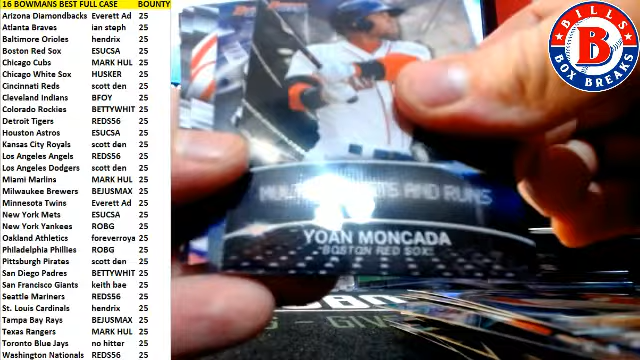 16 BOWMANS BEST FULL CASE BOUNTY
Arizona Diamondbacks Everett Ad 25
Atlanta Braves ian steph 25
Baltimore Orioles hendrix 25
Boston Red Sox ESUCSA 25
Chicago Cubs MARK HUL 25
Chicago White Sox HUSKER 25
Cincinnati Reds scott den 25
Cleveland Indians BFOY 25
Colorado Rockies BETTYWHIT 25
Detroit Tigers REDS56 25
Houston Astros ESUCSA 25
Kansas City Royals scott den 25
Los Angeles Angels REDS56 25
Los Angeles Dodgers scott den 25
Miami Marlins MARK HUL 25
Milwaukee Brewers BEJUSMAX 25
Minnesota Twins Everett Ad 25
New York Mets ESUCSA 25
New York Yankees ROBG 25
Oakland Athletics foreverroya 25
Philadelphia Phillies ROBG 25
Pittsburgh Pirates scott den 25
San Diego Padres BETTYWHIT 25
San Francisco Giants keith bae 25
Seattle Mariners REDS56 25
St. Louis Cardinals hendrix 25
Tampa Bay Rays BEJUSMAX 25
Texas Rangers MARK HUL 25
Toronto Blue Jays no hitter 25
Washington Nationals REDS56 25
BILLS
B
BOX BREAKS
AND RUNS
YOAN MONCADA
BOSTON RED SOX